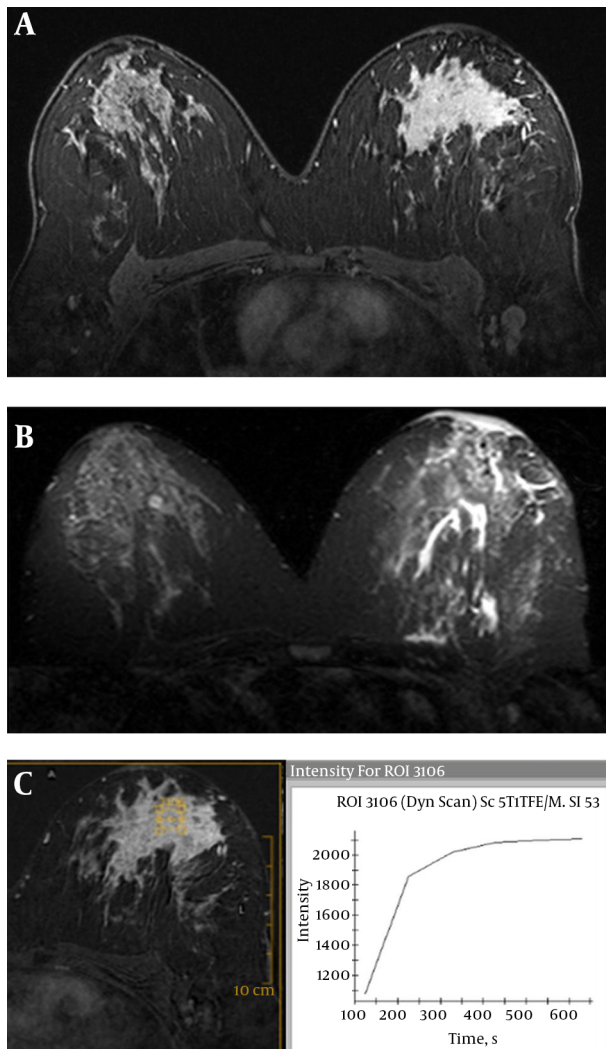 A
B
C
A
L
10 cm
Intensity For ROI 3106
ROI 3106 (Dyn Scan) Sc 5T1TFE/M. SI 53
Intensity
2000
1800
1600
1400
1200
100 200 300 400 500 600
Time, s